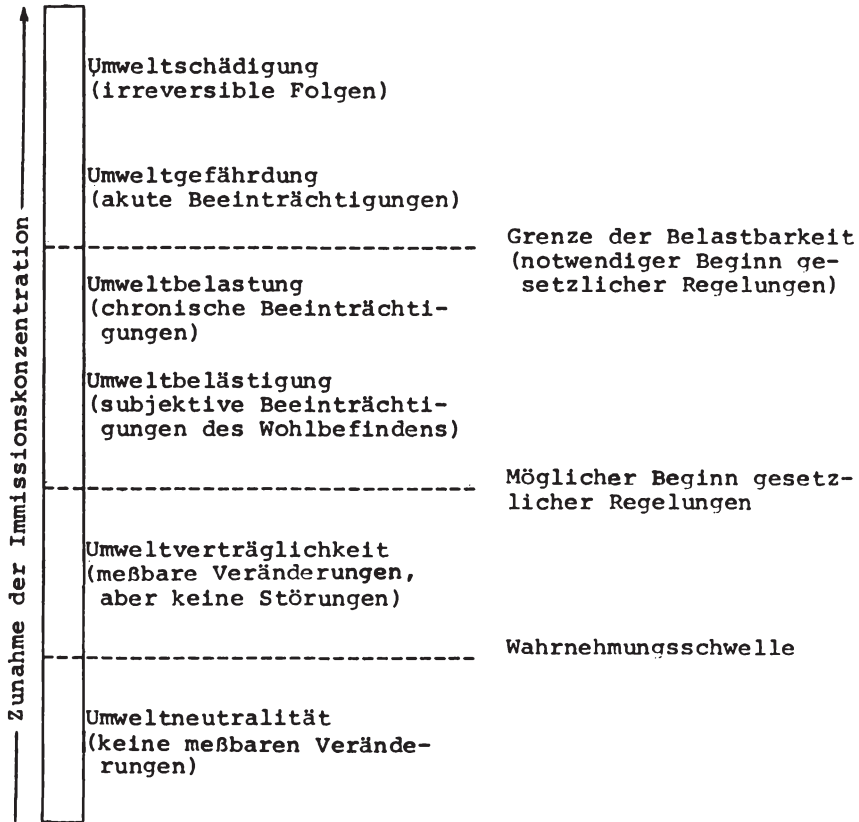 Zunahme der Immissionskonzentration
Umweltschädigung
(irreversible Folgen)
Umweltgefährdung
(akute Beeinträchtigungen)
Grenze der Belastbarkeit
(notwendiger Beginn ge-
setzlicher Regelungen)
Umweltbelastung
(chronische Beeinträchti-
gungen)
Umweltbelästigung
(subjektive Beeinträchti-
gungen des Wohlbefindens)
Möglicher Beginn gesetz-
licher Regelungen
Umweltverträglichkeit
(meßbare Veränderungen,
aber keine Störungen)
Wahrnehmungsschwelle
Umweltneutralität
(keine meßbaren Verände-
rungen)